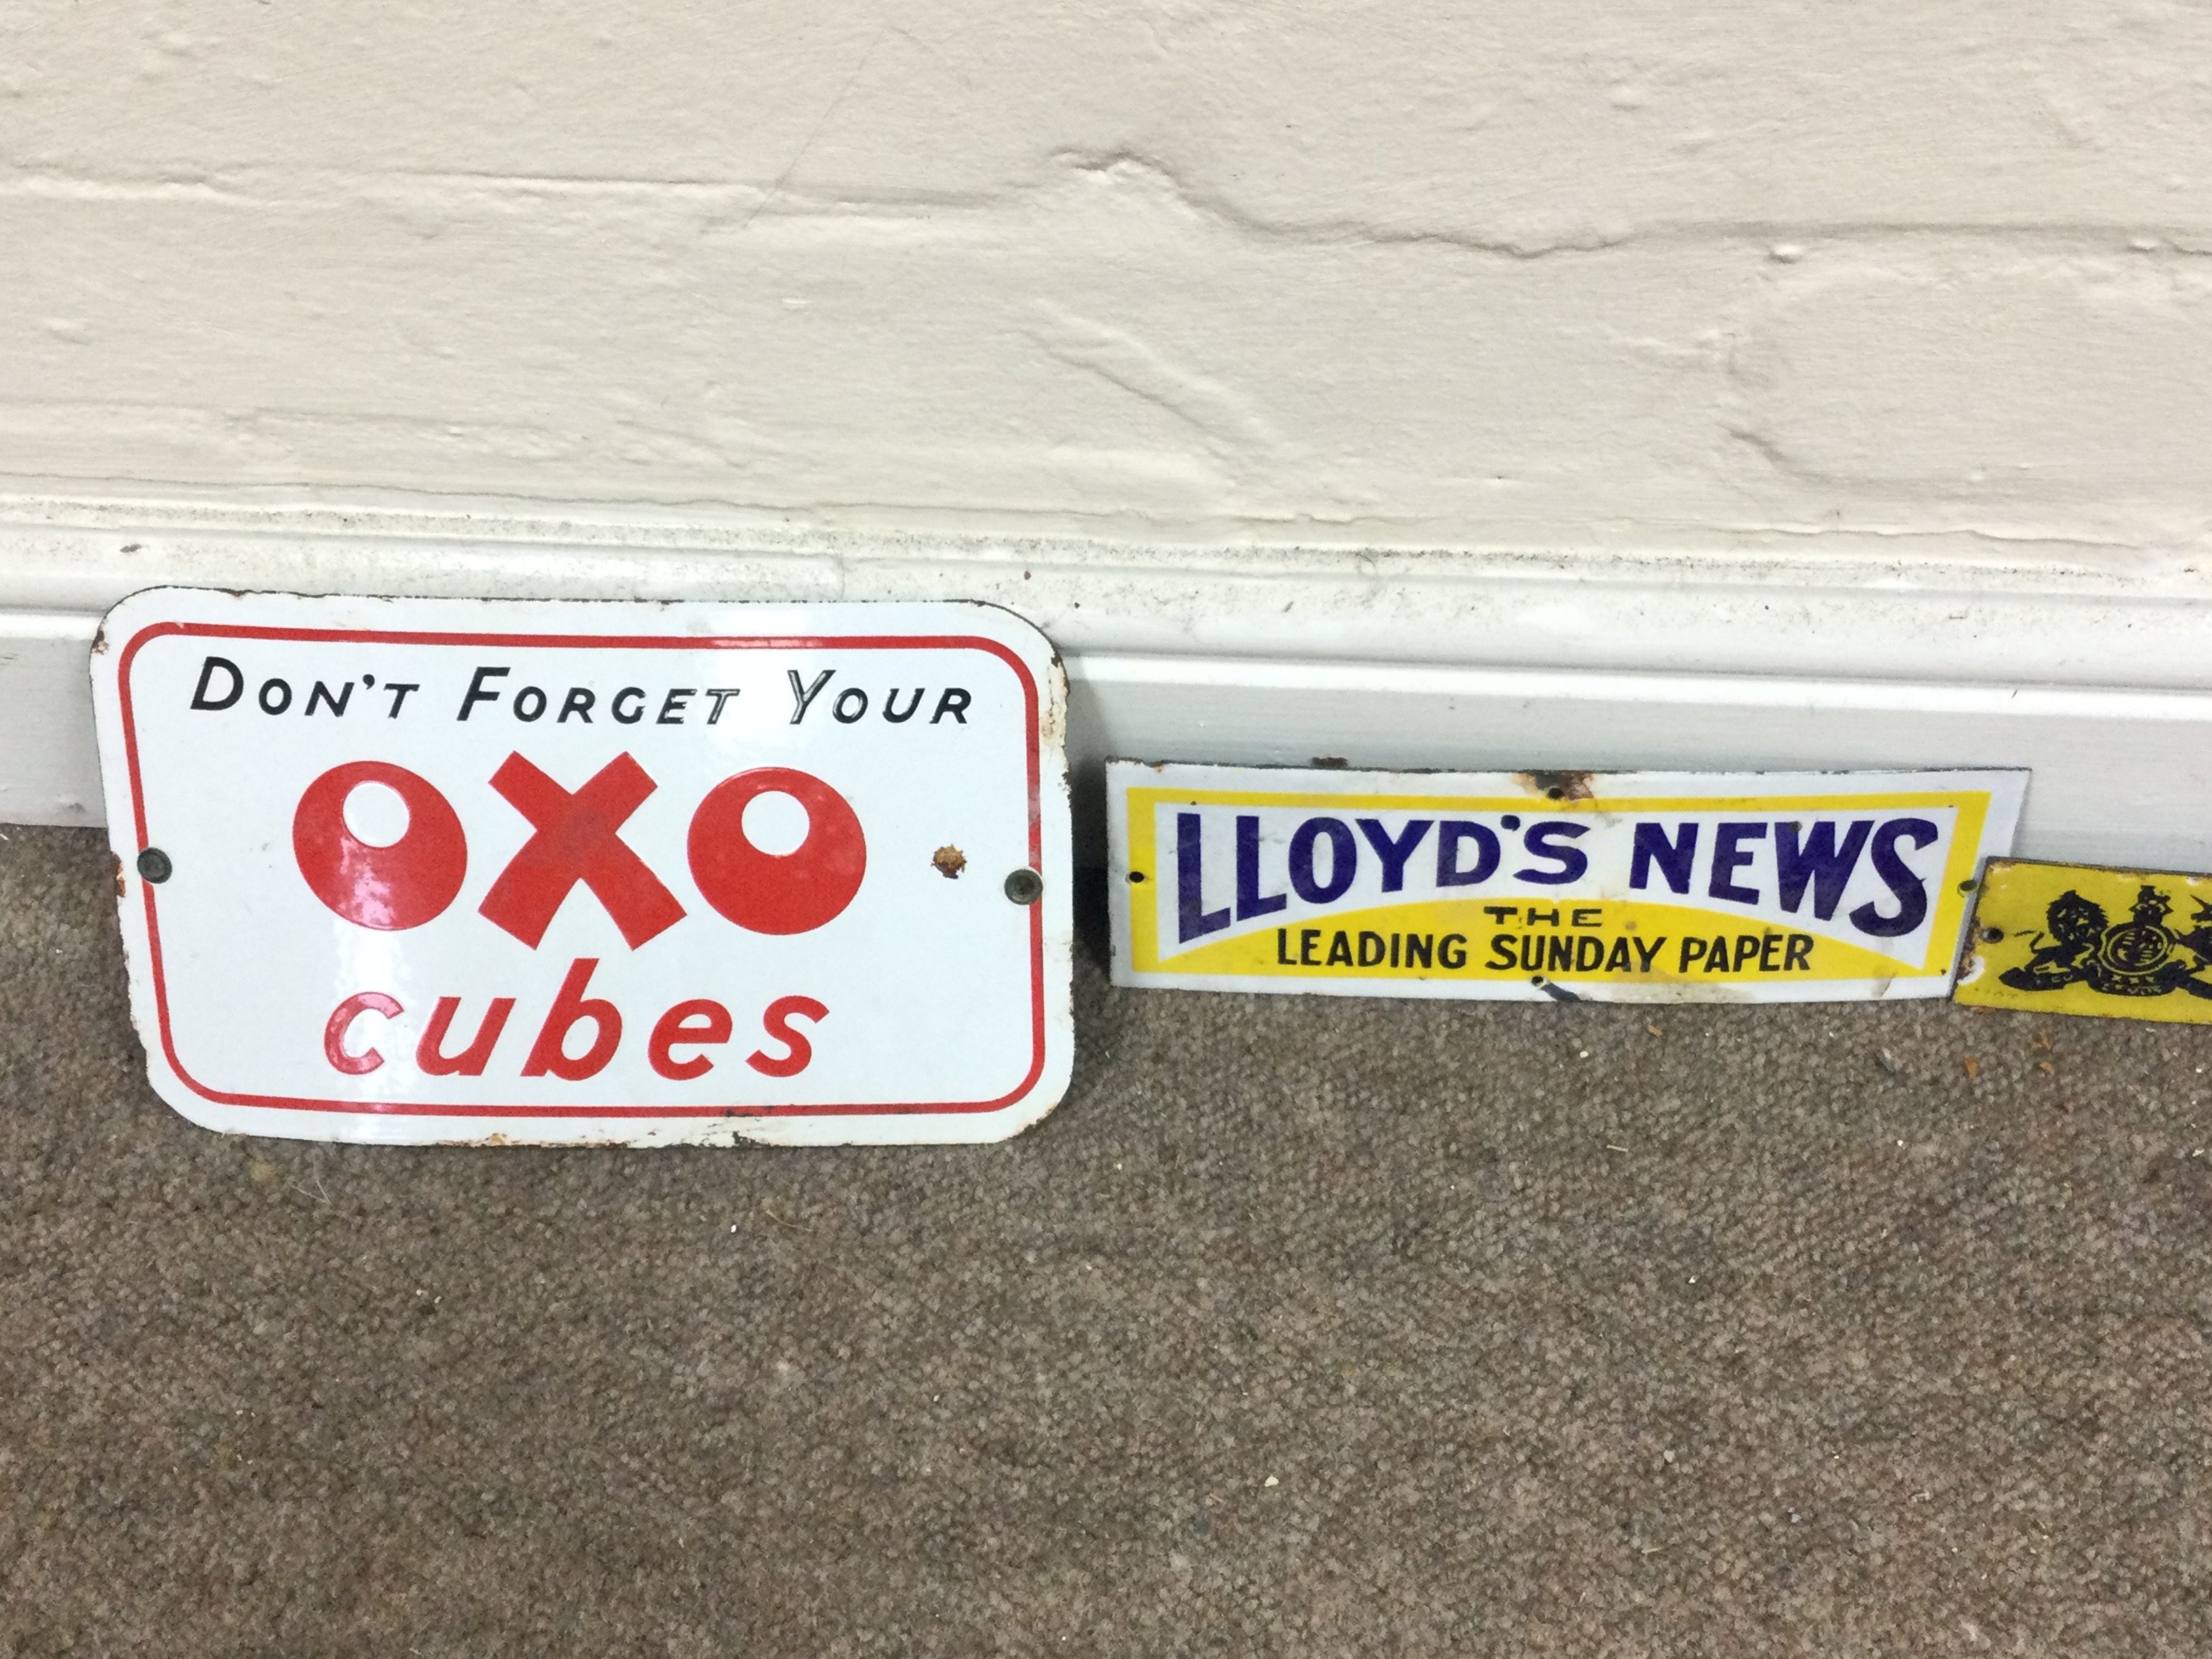 DON'T FORGET YOUR
OXO
cubes
LLOYD'S NEWS
THE
LEADING SUNDAY PAPER